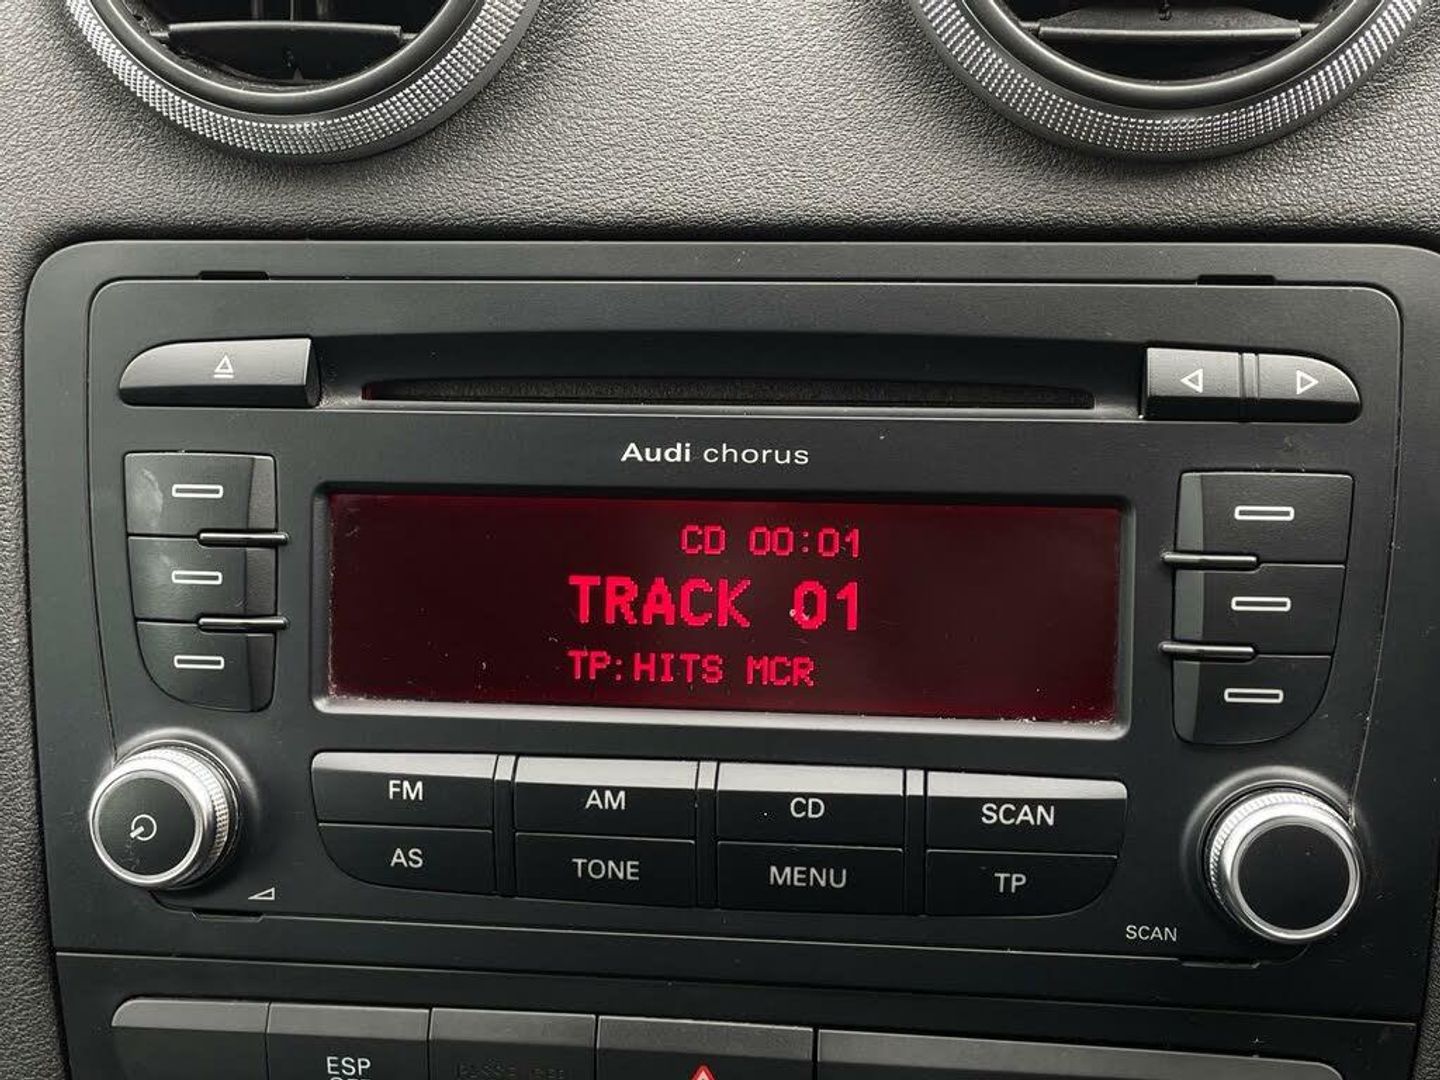 Audi chorus
CD 00:01
TRACK 01
TP:HITS MCR
FM AM CD SCAN
AS TONE MENU TP
SCAN
ESP